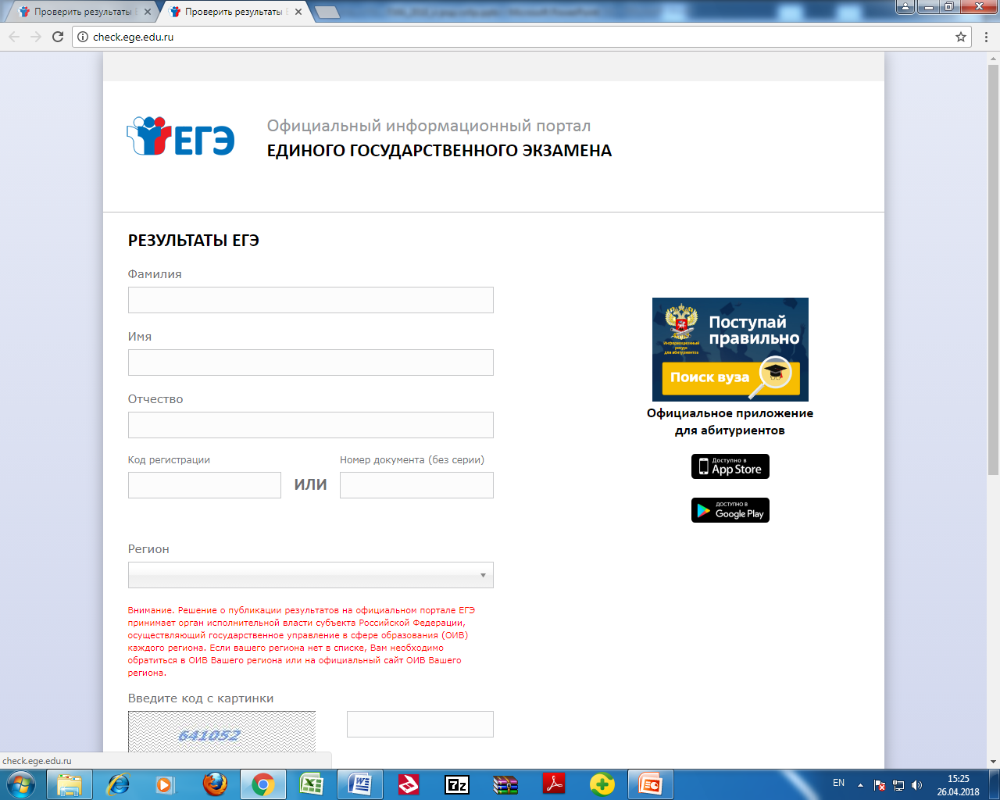 Проверить результаты Е
Проверить результаты Е
check.ege.edu.ru
ЕГЭ
Официальный информационный портал
ЕДИНОГО ГОСУДАРСТВЕННОГО ЭКЗАМЕНА
РЕЗУЛЬТАТЫ ЕГЭ
Фамилия
Имя
Отчество
Код регистрации
ИЛИ
Номер документа (без серии)
Регион
Внимание. Решение о публикации результатов на официальном портале ЕГЭ
принимает орган исполнительной власти субъекта Российской Федерации,
осуществляющий государственное управление в сфере образования (ОИВ)
каждого региона. Если вашего региона нет в списке, Вам необходимо
обратиться в ОИВ Вашего региона или на официальный сайт ОИВ Вашего
региона.
Введите код с картинки
641052
Поступай
правильно
Информационный
ресурс
для абитуриентов
Поиск вуза
Официальное приложение
для абитуриентов
Доступно в
App Store
ДОСТУПНО В
Google Play
check.ege.edu.ru
7z
EN
15:25
26.04.2018